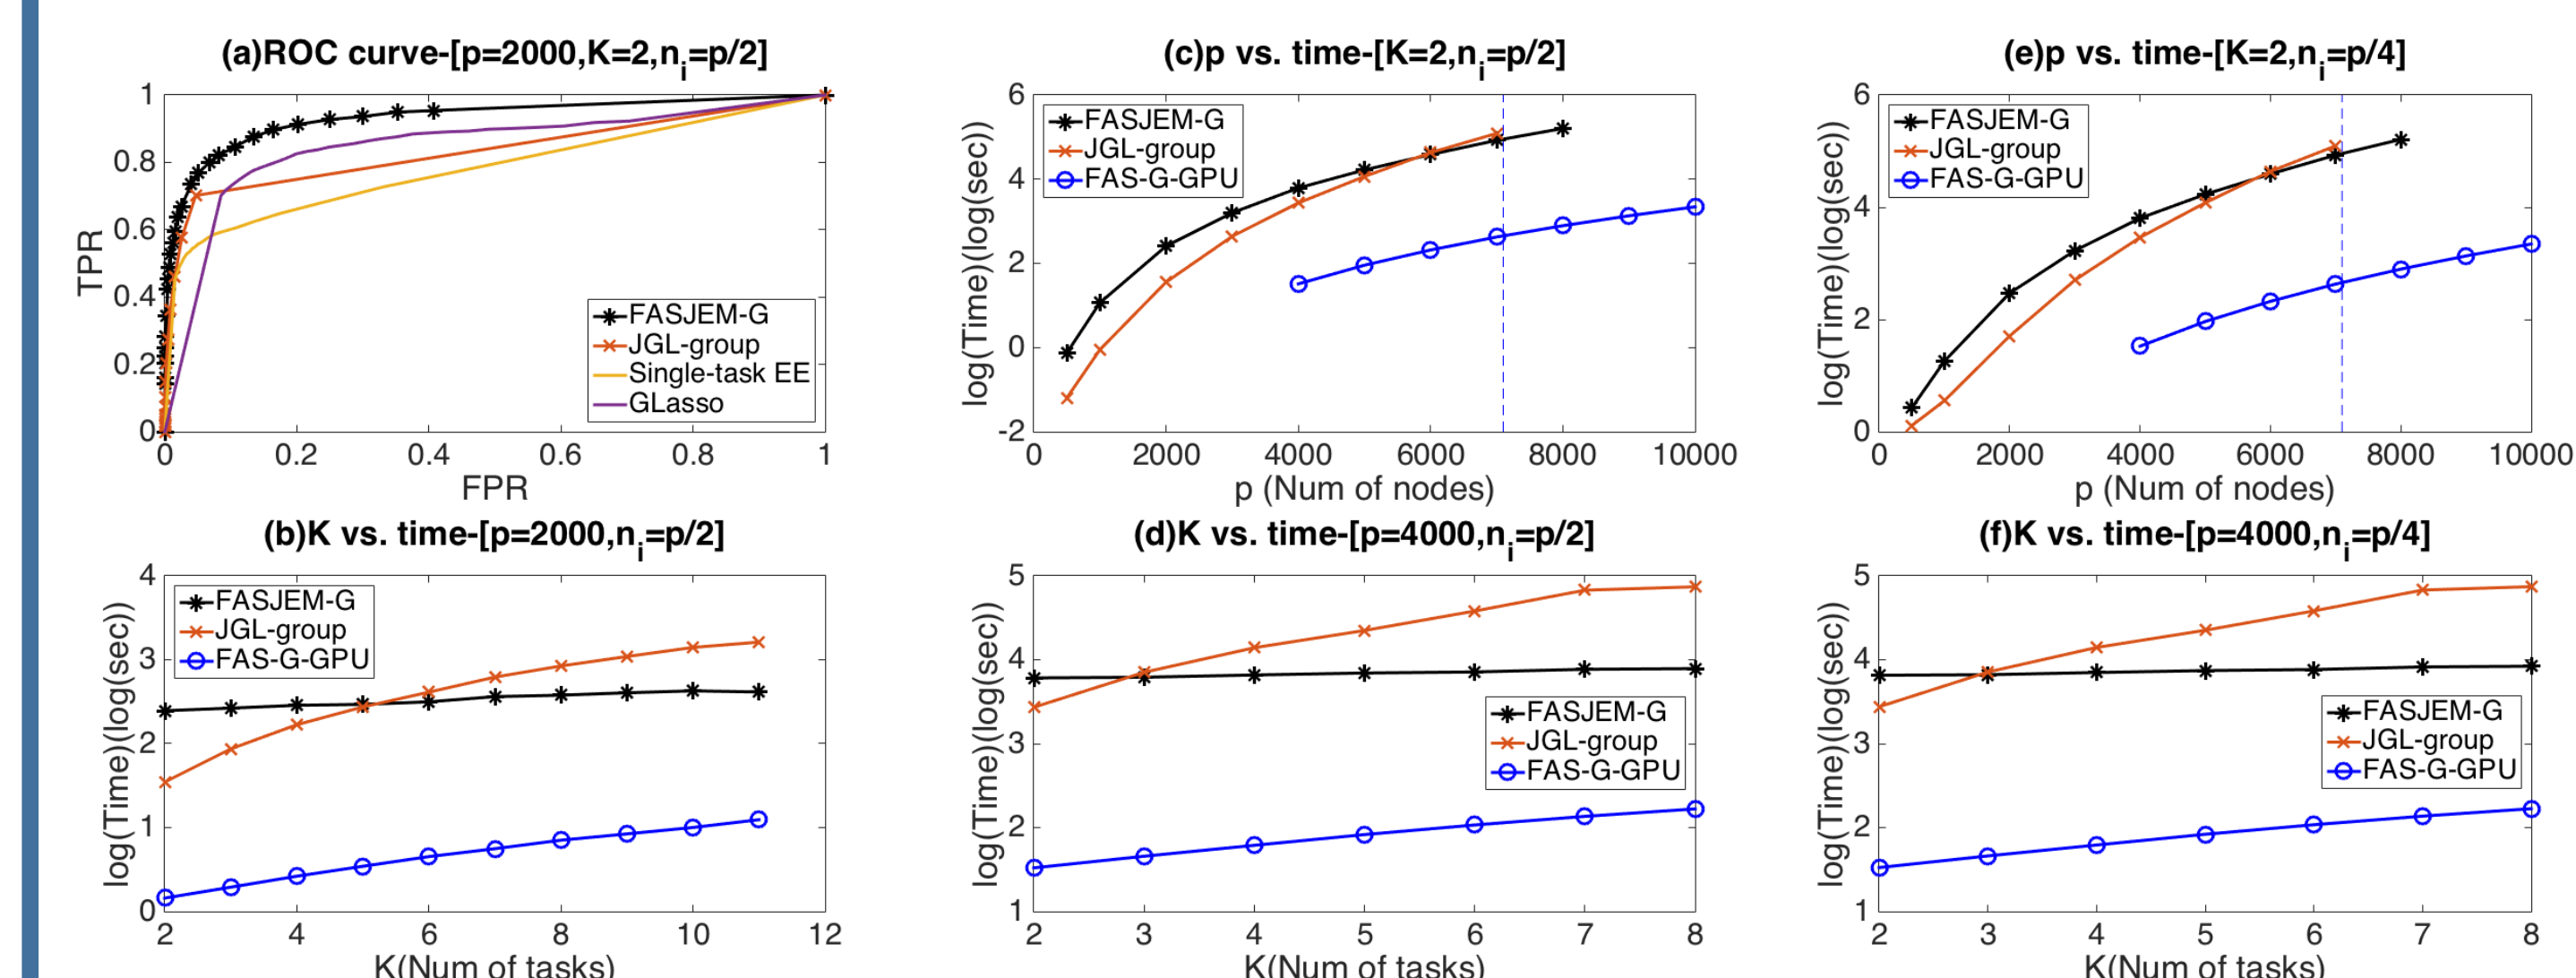 (a)ROC curve-[p=2000,K=2,n_i=p/2]
1
0.8
0.6
0.4
0.2
0
TPR
FASJEM-G
JGL-group
Single-task EE
GLasso
0 0.2 0.4 0.6 0.8 1
FPR
(c)p vs. time-[K=2,n_i=p/2]
6
4
2
0
-2
log(Time)(log(sec))
FASJEM-G
JGL-group
FAS-G-GPU
0 2000 4000 6000 8000 10000
p (Num of nodes)
(e)p vs. time-[K=2,n_i=p/4]
6
4
2
0
log(Time)(log(sec))
FASJEM-G
JGL-group
FAS-G-GPU
0 2000 4000 6000 8000 10000
p (Num of nodes)
(b)K vs. time-[p=2000,n_i=p/2]
4
3
2
1
0
log(Time)(log(sec))
FASJEM-G
JGL-group
FAS-G-GPU
2 4 6 8 10 12
K(Num of tasks)
(d)K vs. time-[p=4000,n_i=p/2]
5
4
3
2
1
log(Time)(log(sec))
FASJEM-G
JGL-group
FAS-G-GPU
2 3 4 5 6 7 8
K(Num of tasks)
(f)K vs. time-[p=4000,n_i=p/4]
5
4
3
2
1
log(Time)(log(sec))
FASJEM-G
JGL-group
FAS-G-GPU
2 3 4 5 6 7 8
K(Num of tasks)